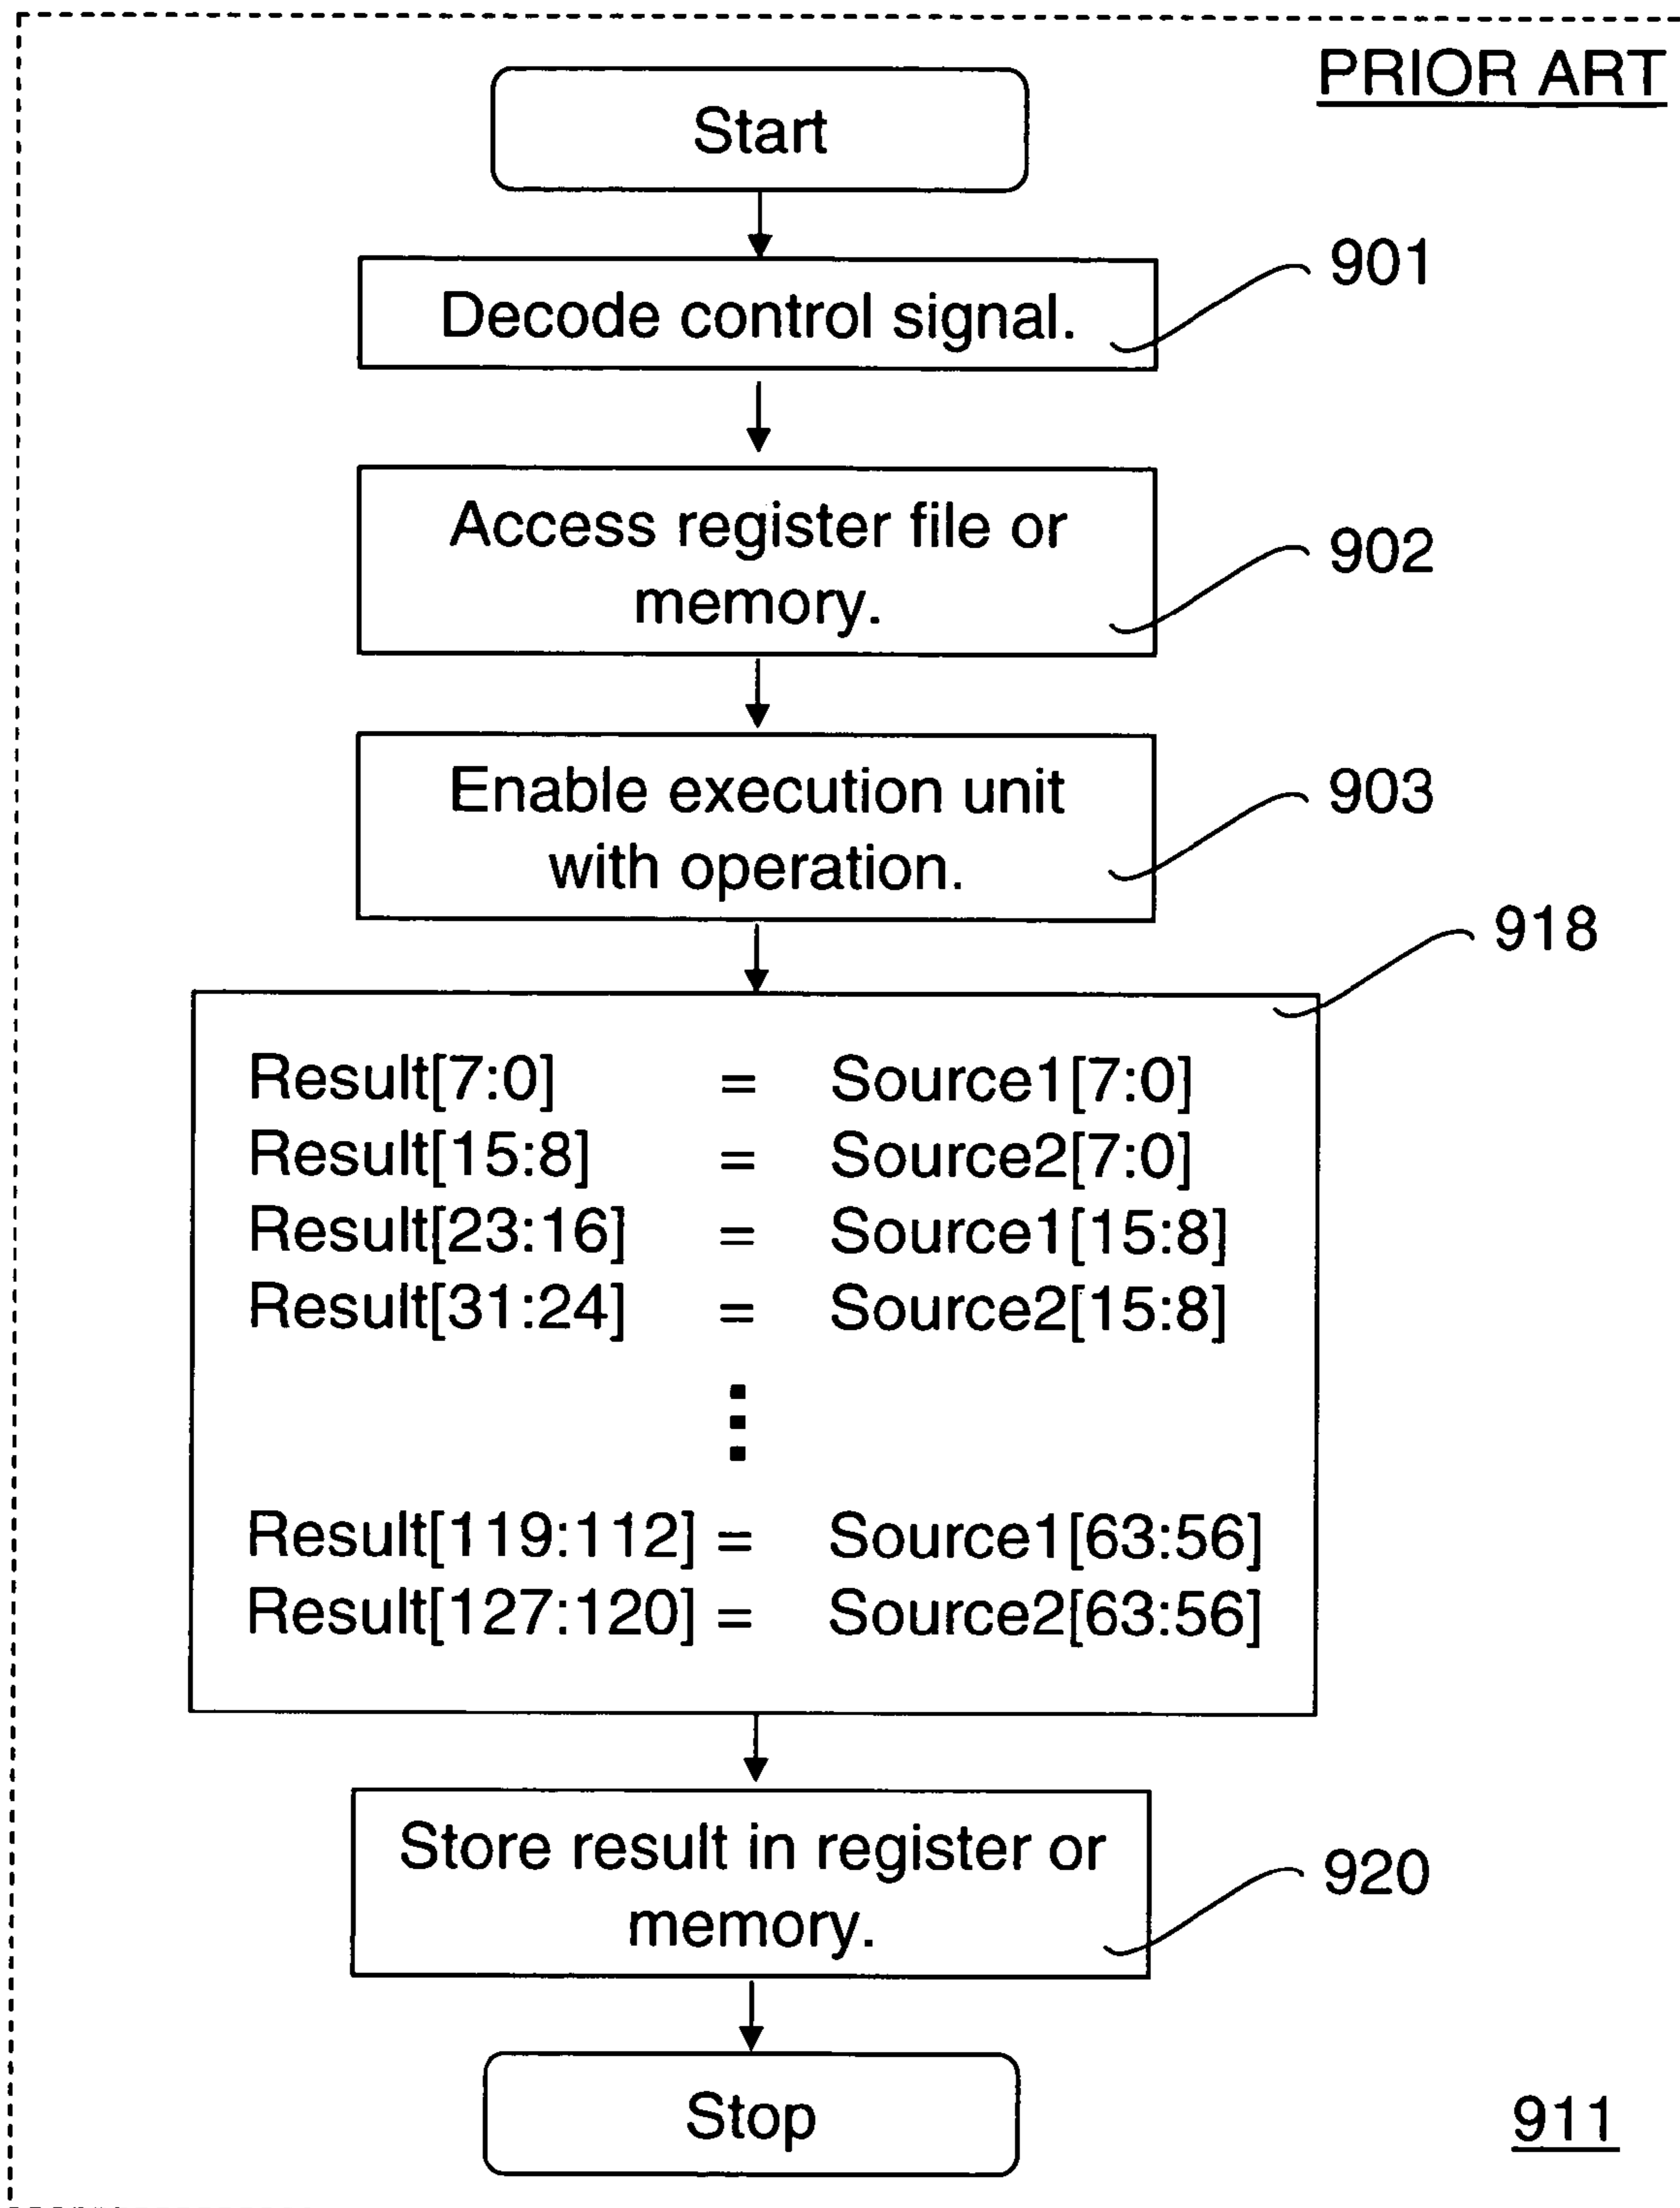 PRIOR ART
Start
Decode control signal.
901
Access register file or
memory.
902
Enable execution unit
with operation.
903
918
Result[7:0] = Source1[7:0]
Result[15:8] = Source2[7:0]
Result[23:16] = Source1[15:8]
Result[31:24] = Source2[15:8]
Result[119:112] = Source1[63:56]
Result[127:120] = Source2[63:56]
Store result in register or
memory.
920
Stop
911